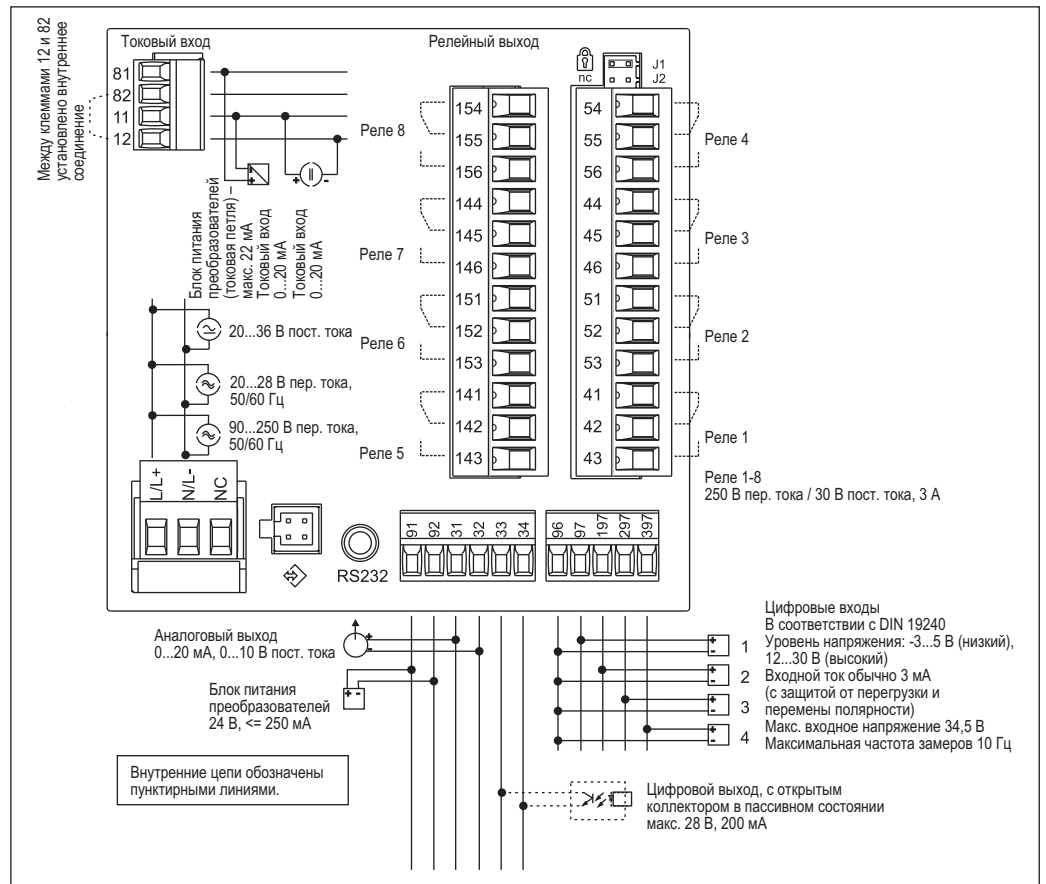 Между клеммами 12 и 82
установлено внутреннее
соединение
Токовый вход
81
82
11
12
Блок питания
преобразователей
(токовая петля) –
макс. 22 мА
Токовый вход
0...20 мА
Токовый вход
0...20 мА
+
-
Релейный выход
nc
J1
J2
154
155
156
144
145
146
151
152
153
141
142
143
Реле 8
Реле 7
Реле 6
Реле 5
54
55
56
44
45
46
51
52
53
41
42
43
Реле 4
Реле 3
Реле 2
Реле 1
Реле 1-8
250 В пер. тока / 30 В пост. тока, 3 А
20...36 В пост. тока
20...28 В пер. тока,
50/60 Гц
90...250 В пер. тока,
50/60 Гц
L/L+
N/L-
NC
RS232
91
92
31
32
33
34
96
97
197
297
397
Аналоговый выход
0...20 мА, 0...10 В пост. тока
+
-
Блок питания
преобразователей
24 В, <= 250 мА
+ -
Внутренние цепи обозначены
пунктирными линиями.
+
-
1
+
-
2
+
-
3
+
-
4
Цифровые входы
В соответствии с DIN 19240
Уровень напряжения: -3...5 В (низкий),
12...30 В (высокий)
Входной ток обычно 3 мА
(с защитой от перегрузки и
перемены полярности)
Макс. входное напряжение 34,5 В
Максимальная частота замеров 10 Гц
Цифровой выход, с открытым
коллектором в пассивном состоянии
макс. 28 В, 200 мА